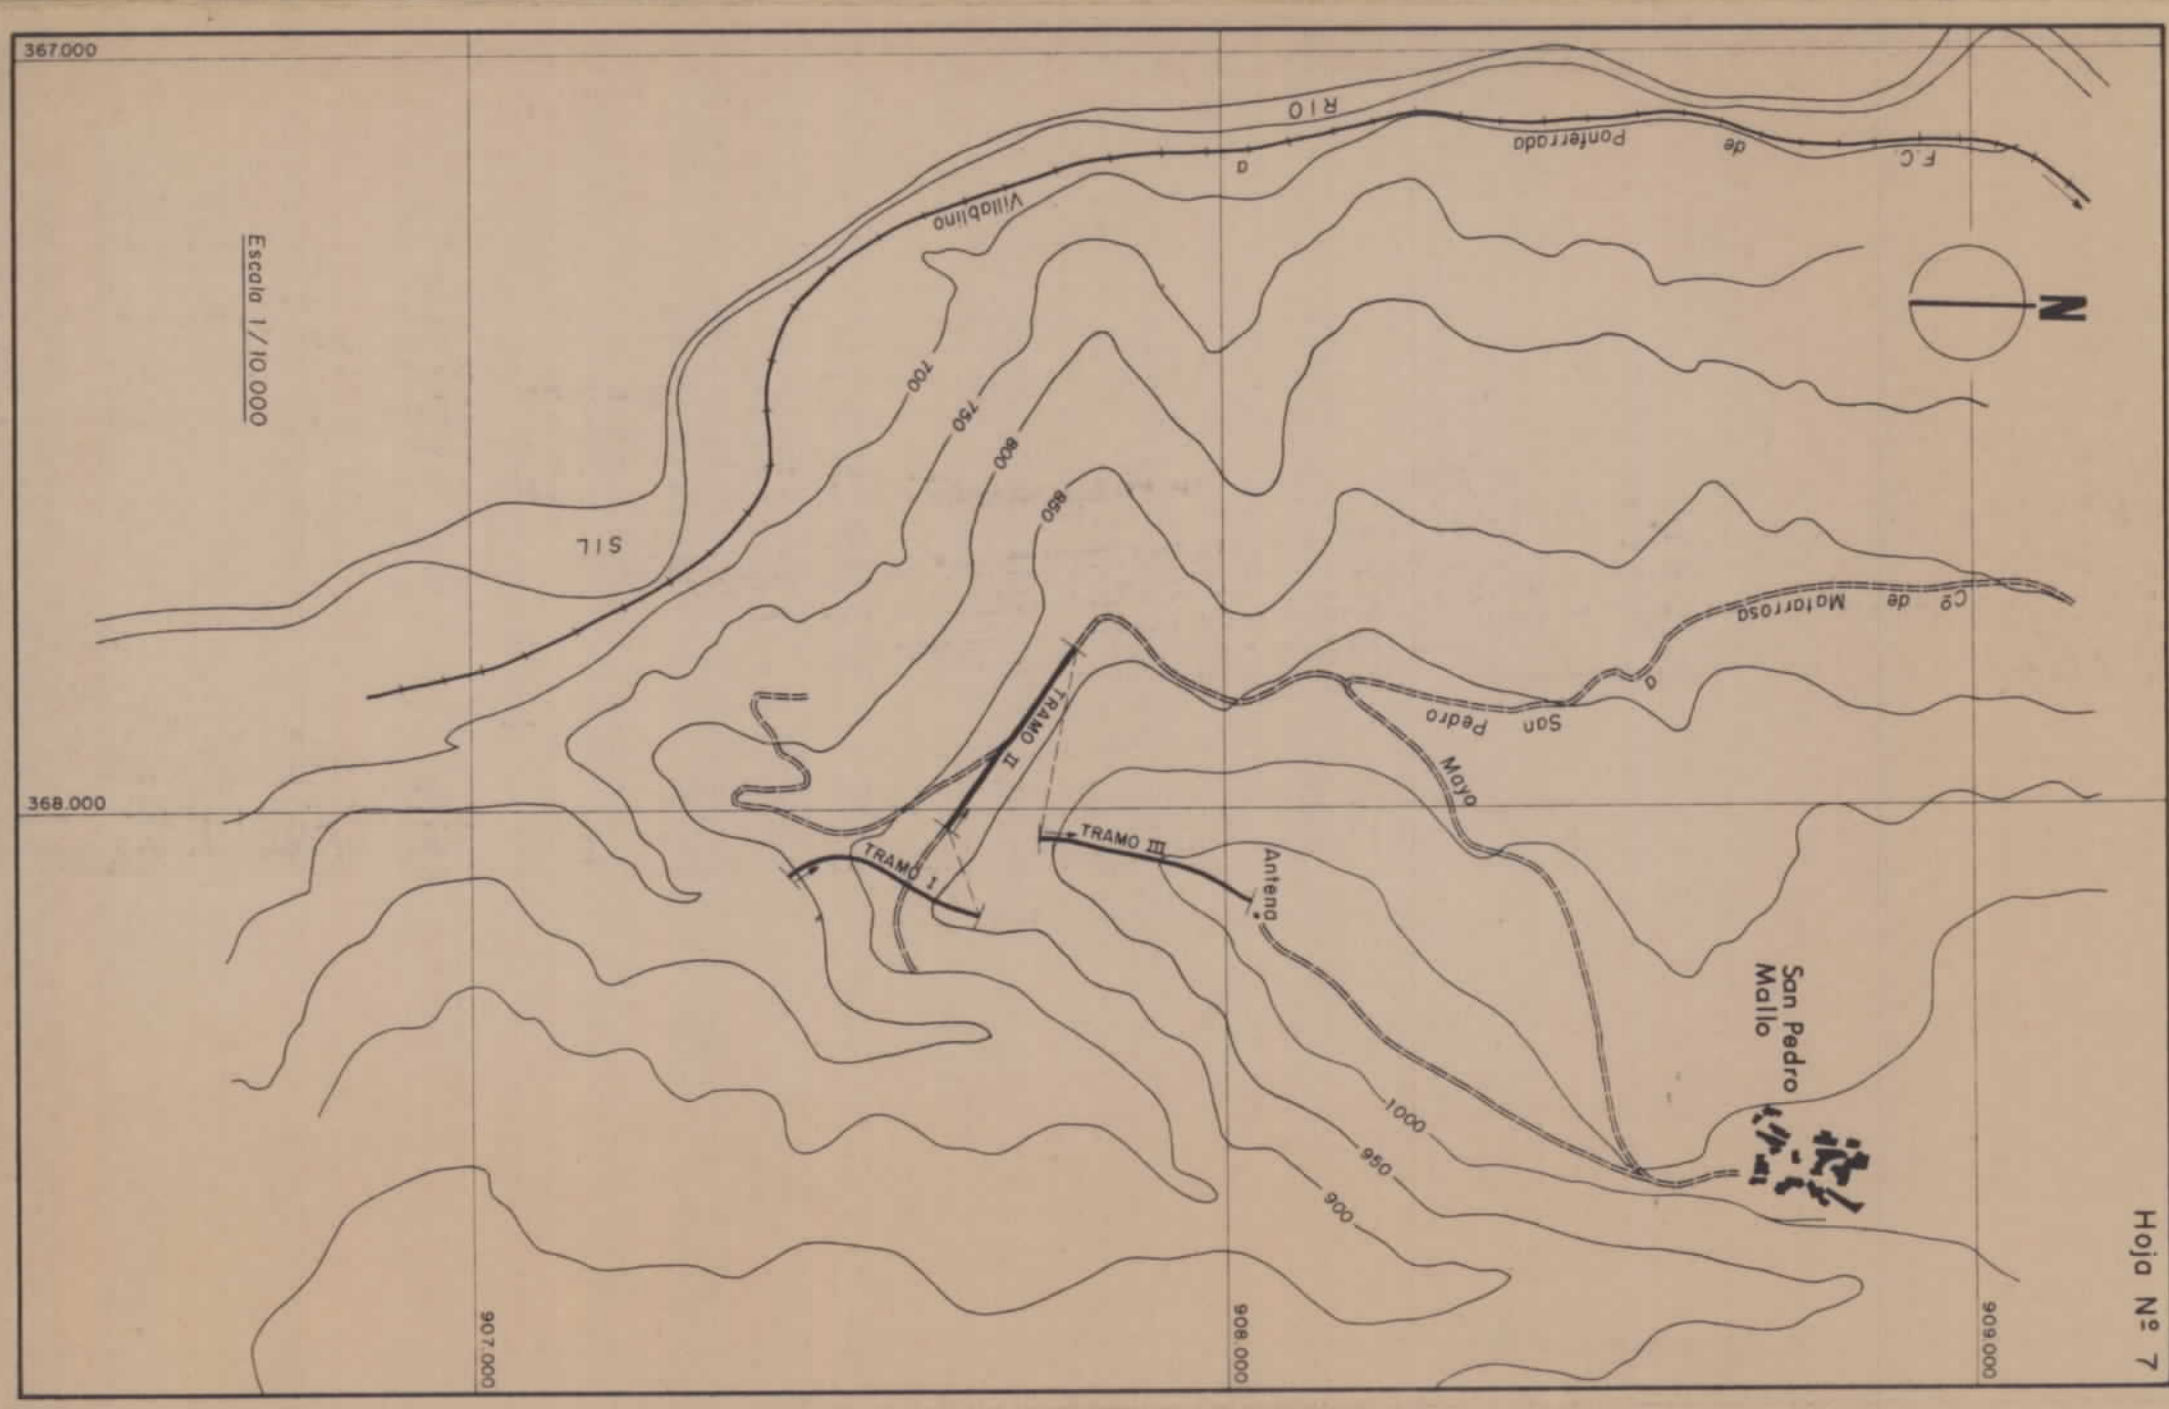 Hoja Nº 7
367.000
368.000
907.000
908.000
909.000
N
Escala 1/10.000
RIO
SIL
F.C. de Ponferrada a Villablino
Cº de Matarrosa a San Pedro Mayo
700
750
800
850
TRAMO I
TRAMO II
TRAMO III
Antena
San Pedro
Mallo
1000
950
900